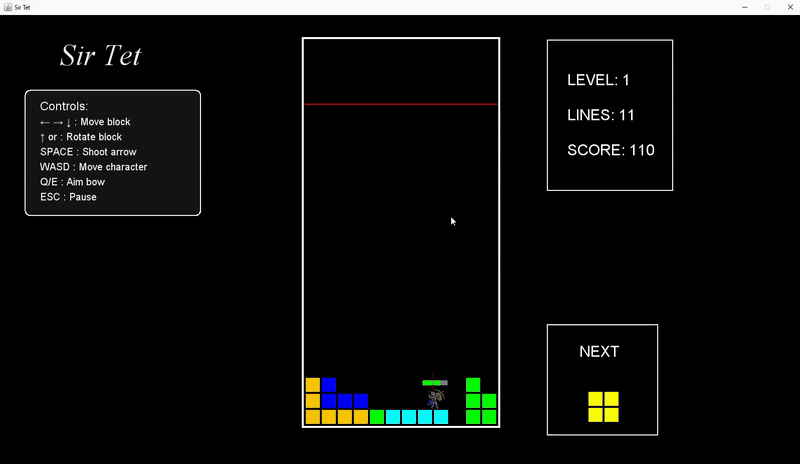 Sir Tet
Sir Tet
Controls:
← → ↓ : Move block
↑ or : Rotate block
SPACE : Shoot arrow
WASD : Move character
Q/E : Aim bow
ESC : Pause
LEVEL: 1
LINES: 11
SCORE: 110
NEXT